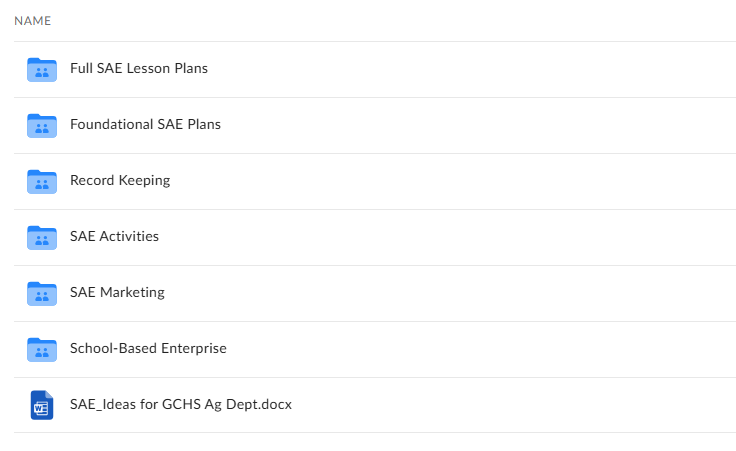 NAME
Full SAE Lesson Plans
Foundational SAE Plans
Record Keeping
SAE Activities
SAE Marketing
School-Based Enterprise
SAE_Ideas for GCHS Ag Dept.docx